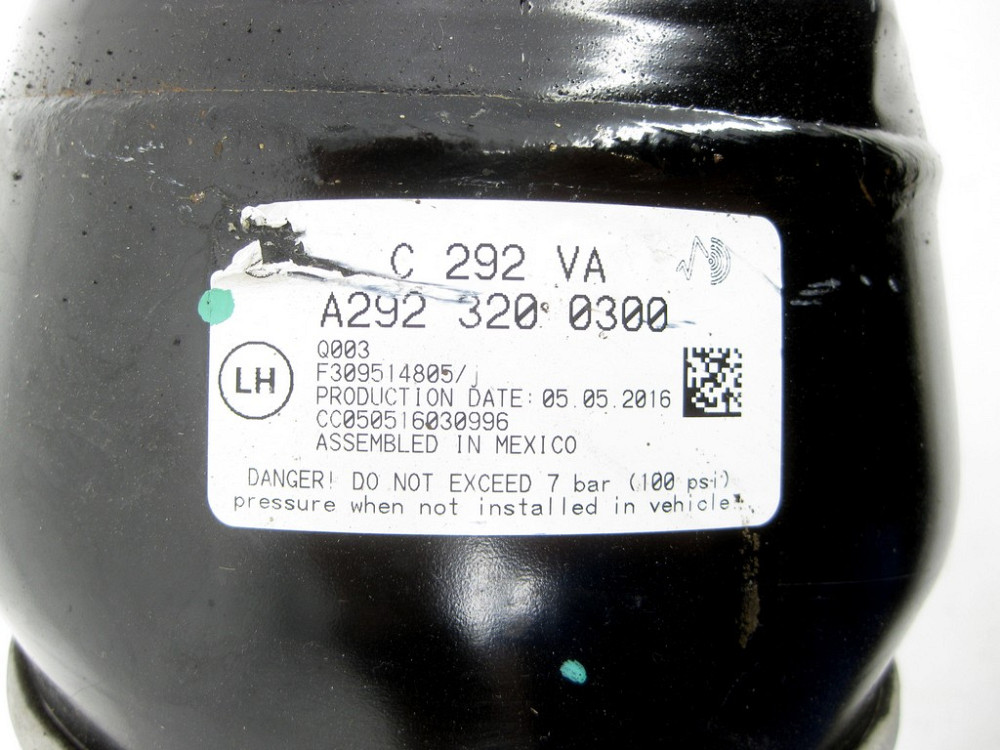 C 292 VA
A292 320 0300
LH
Q003
F309514805/j
PRODUCTION DATE: 05.05.2016
CC050516030996
ASSEMBLED IN MEXICO
DANGER! DO NOT EXCEED 7 bar (100 psi)
pressure when not installed in vehicle!